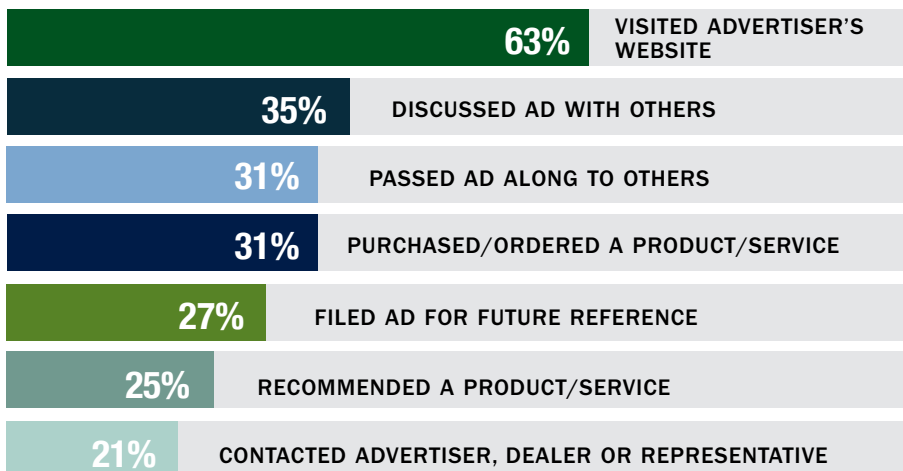 63% VISITED ADVERTISER'S
WEBSITE
35% DISCUSSED AD WITH OTHERS
31% PASSED AD ALONG TO OTHERS
31% PURCHASED/ORDERED A PRODUCT/SERVICE
27% FILED AD FOR FUTURE REFERENCE
25% RECOMMENDED A PRODUCT/SERVICE
21% CONTACTED ADVERTISER, DEALER OR REPRESENTATIVE